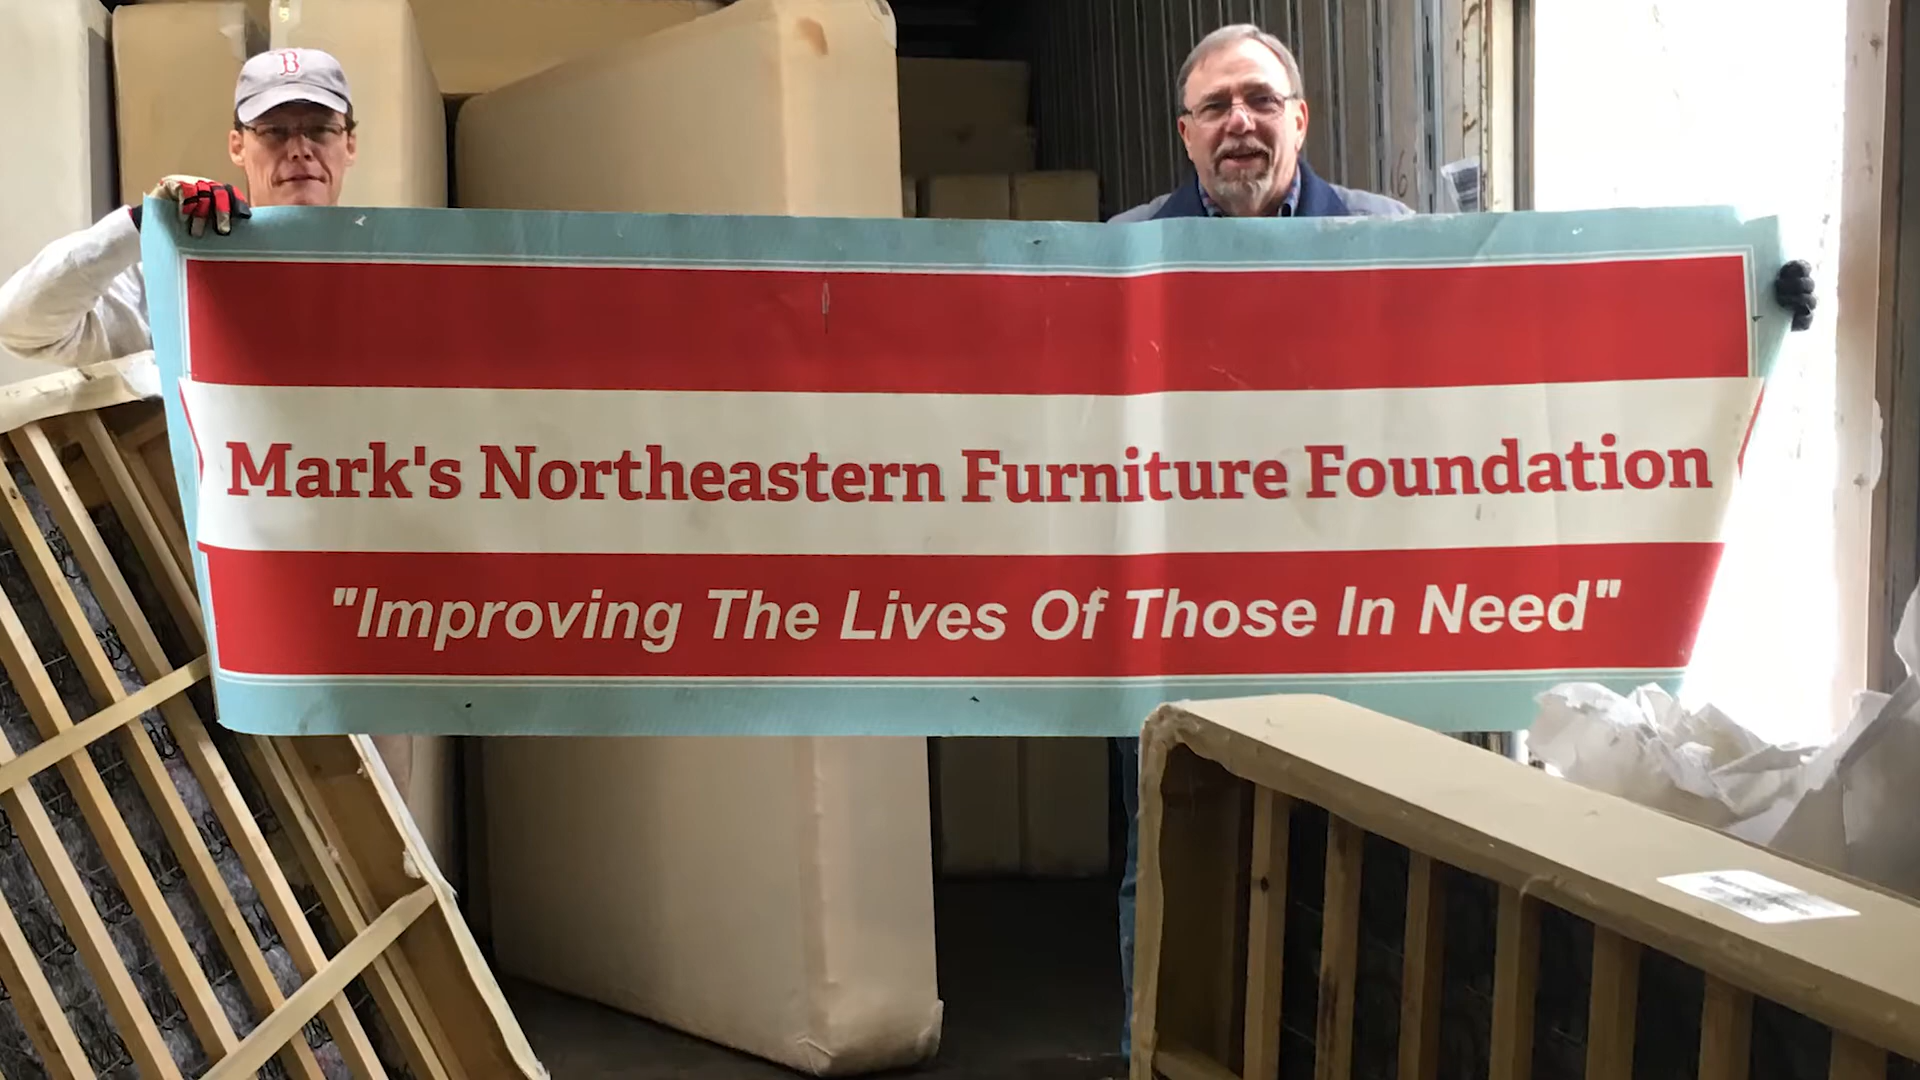 B
Mark's Northeastern Furniture Foundation
"Improving The Lives Of Those In Need"